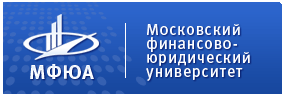 МФЮА
Московский
финансово-
юридический
университет